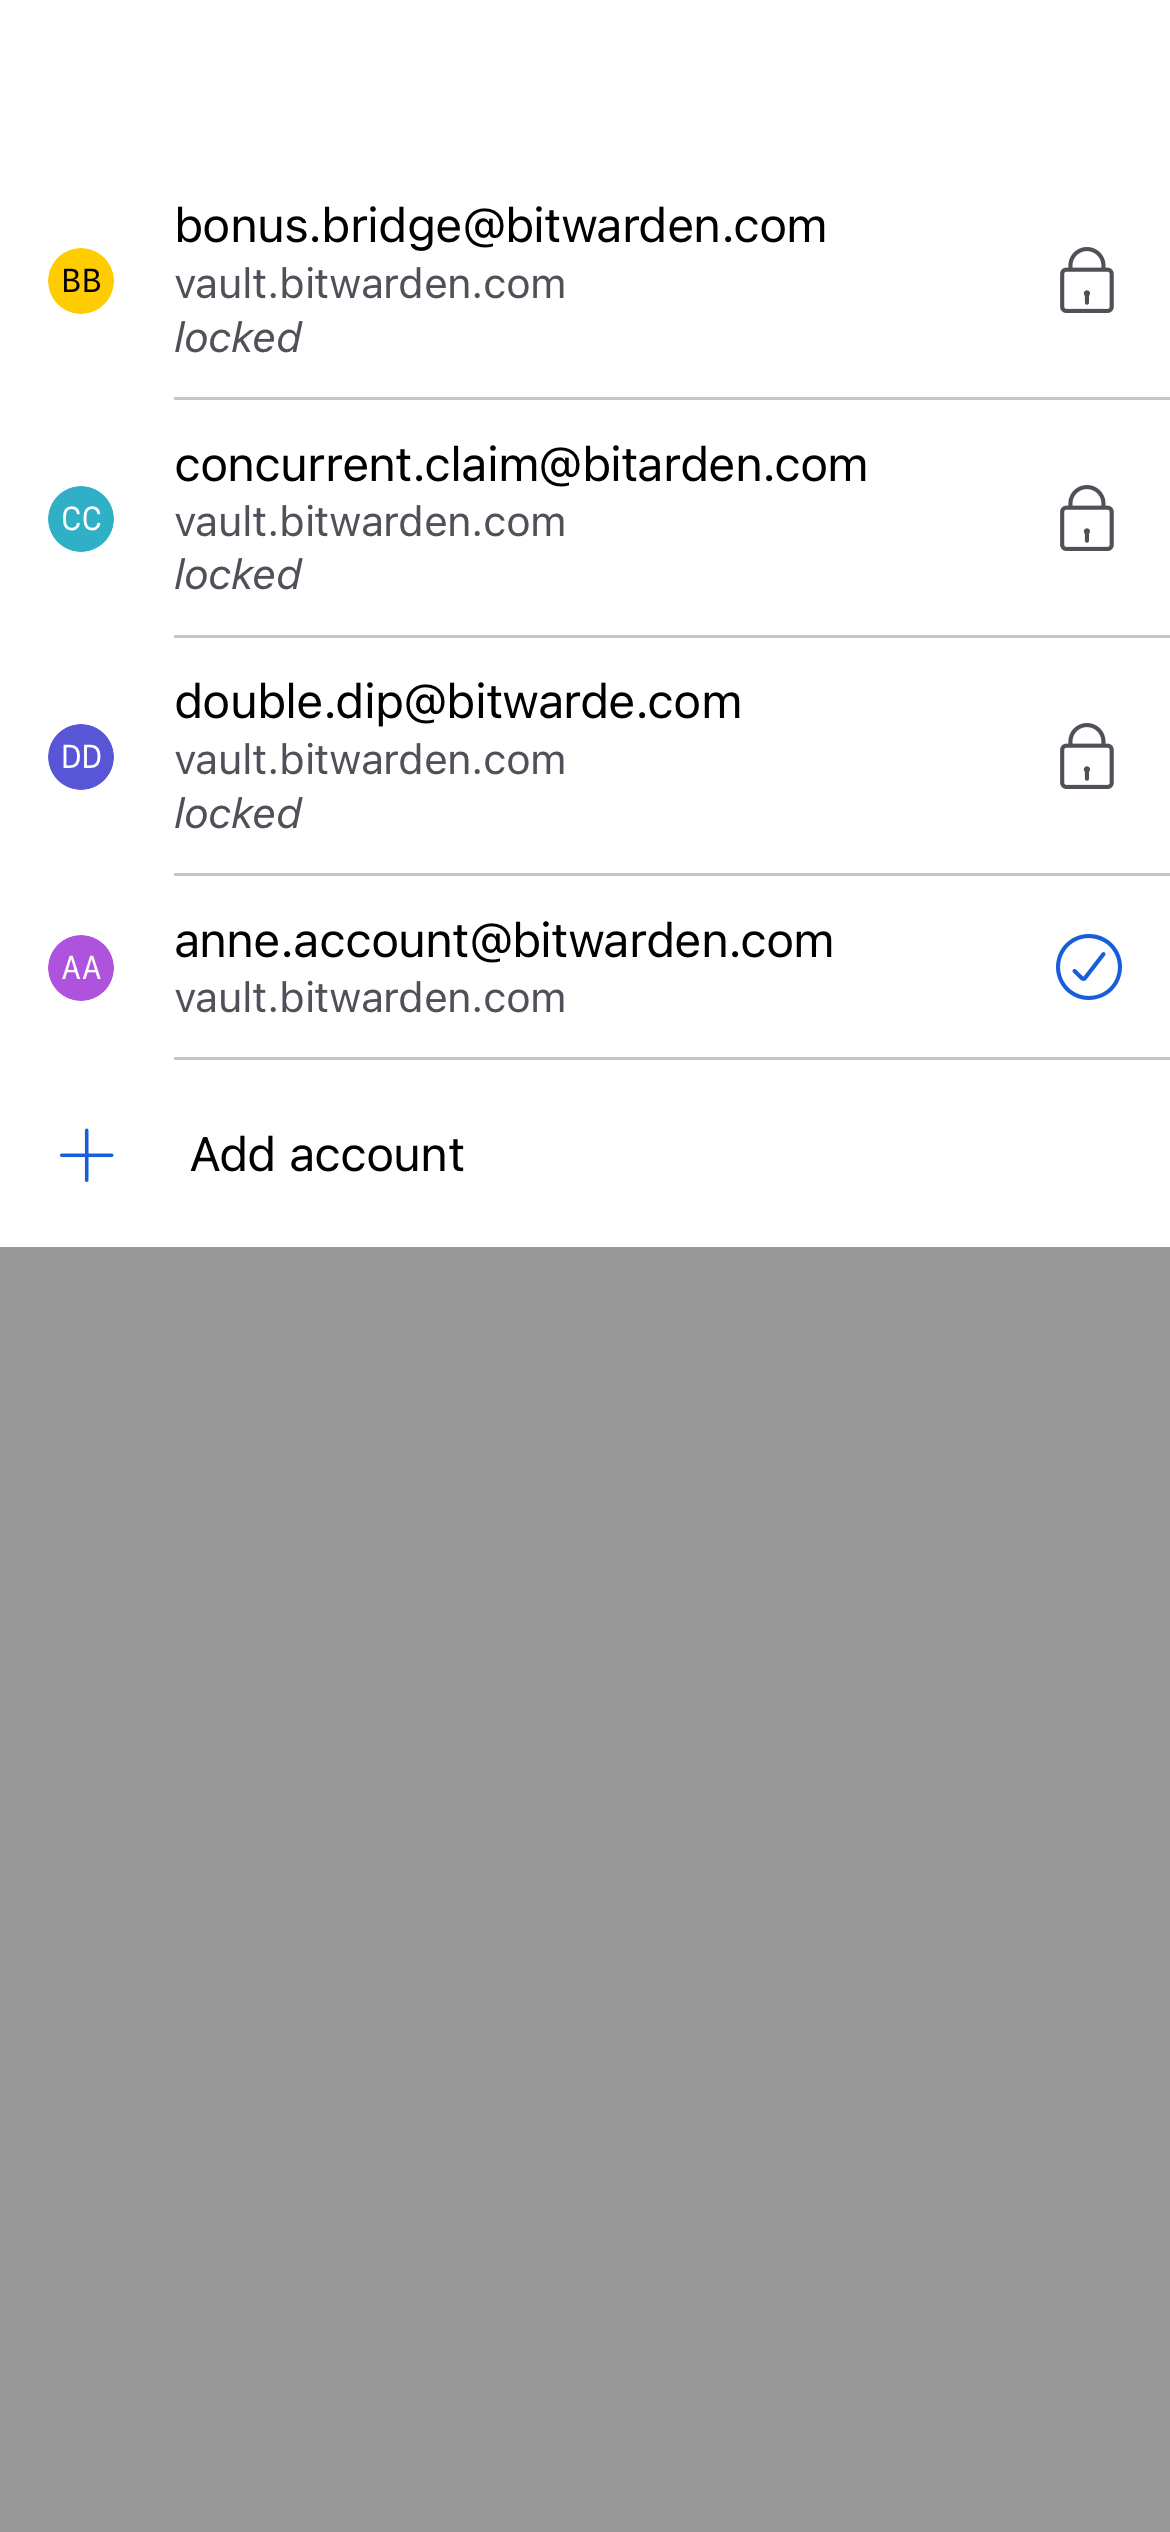 BB
bonus.bridge@bitwarden.com
vault.bitwarden.com
locked
CC
concurrent.claim@bitarden.com
vault.bitwarden.com
locked
DD
double.dip@bitwarde.com
vault.bitwarden.com
locked
AA
anne.account@bitwarden.com
vault.bitwarden.com
Add account